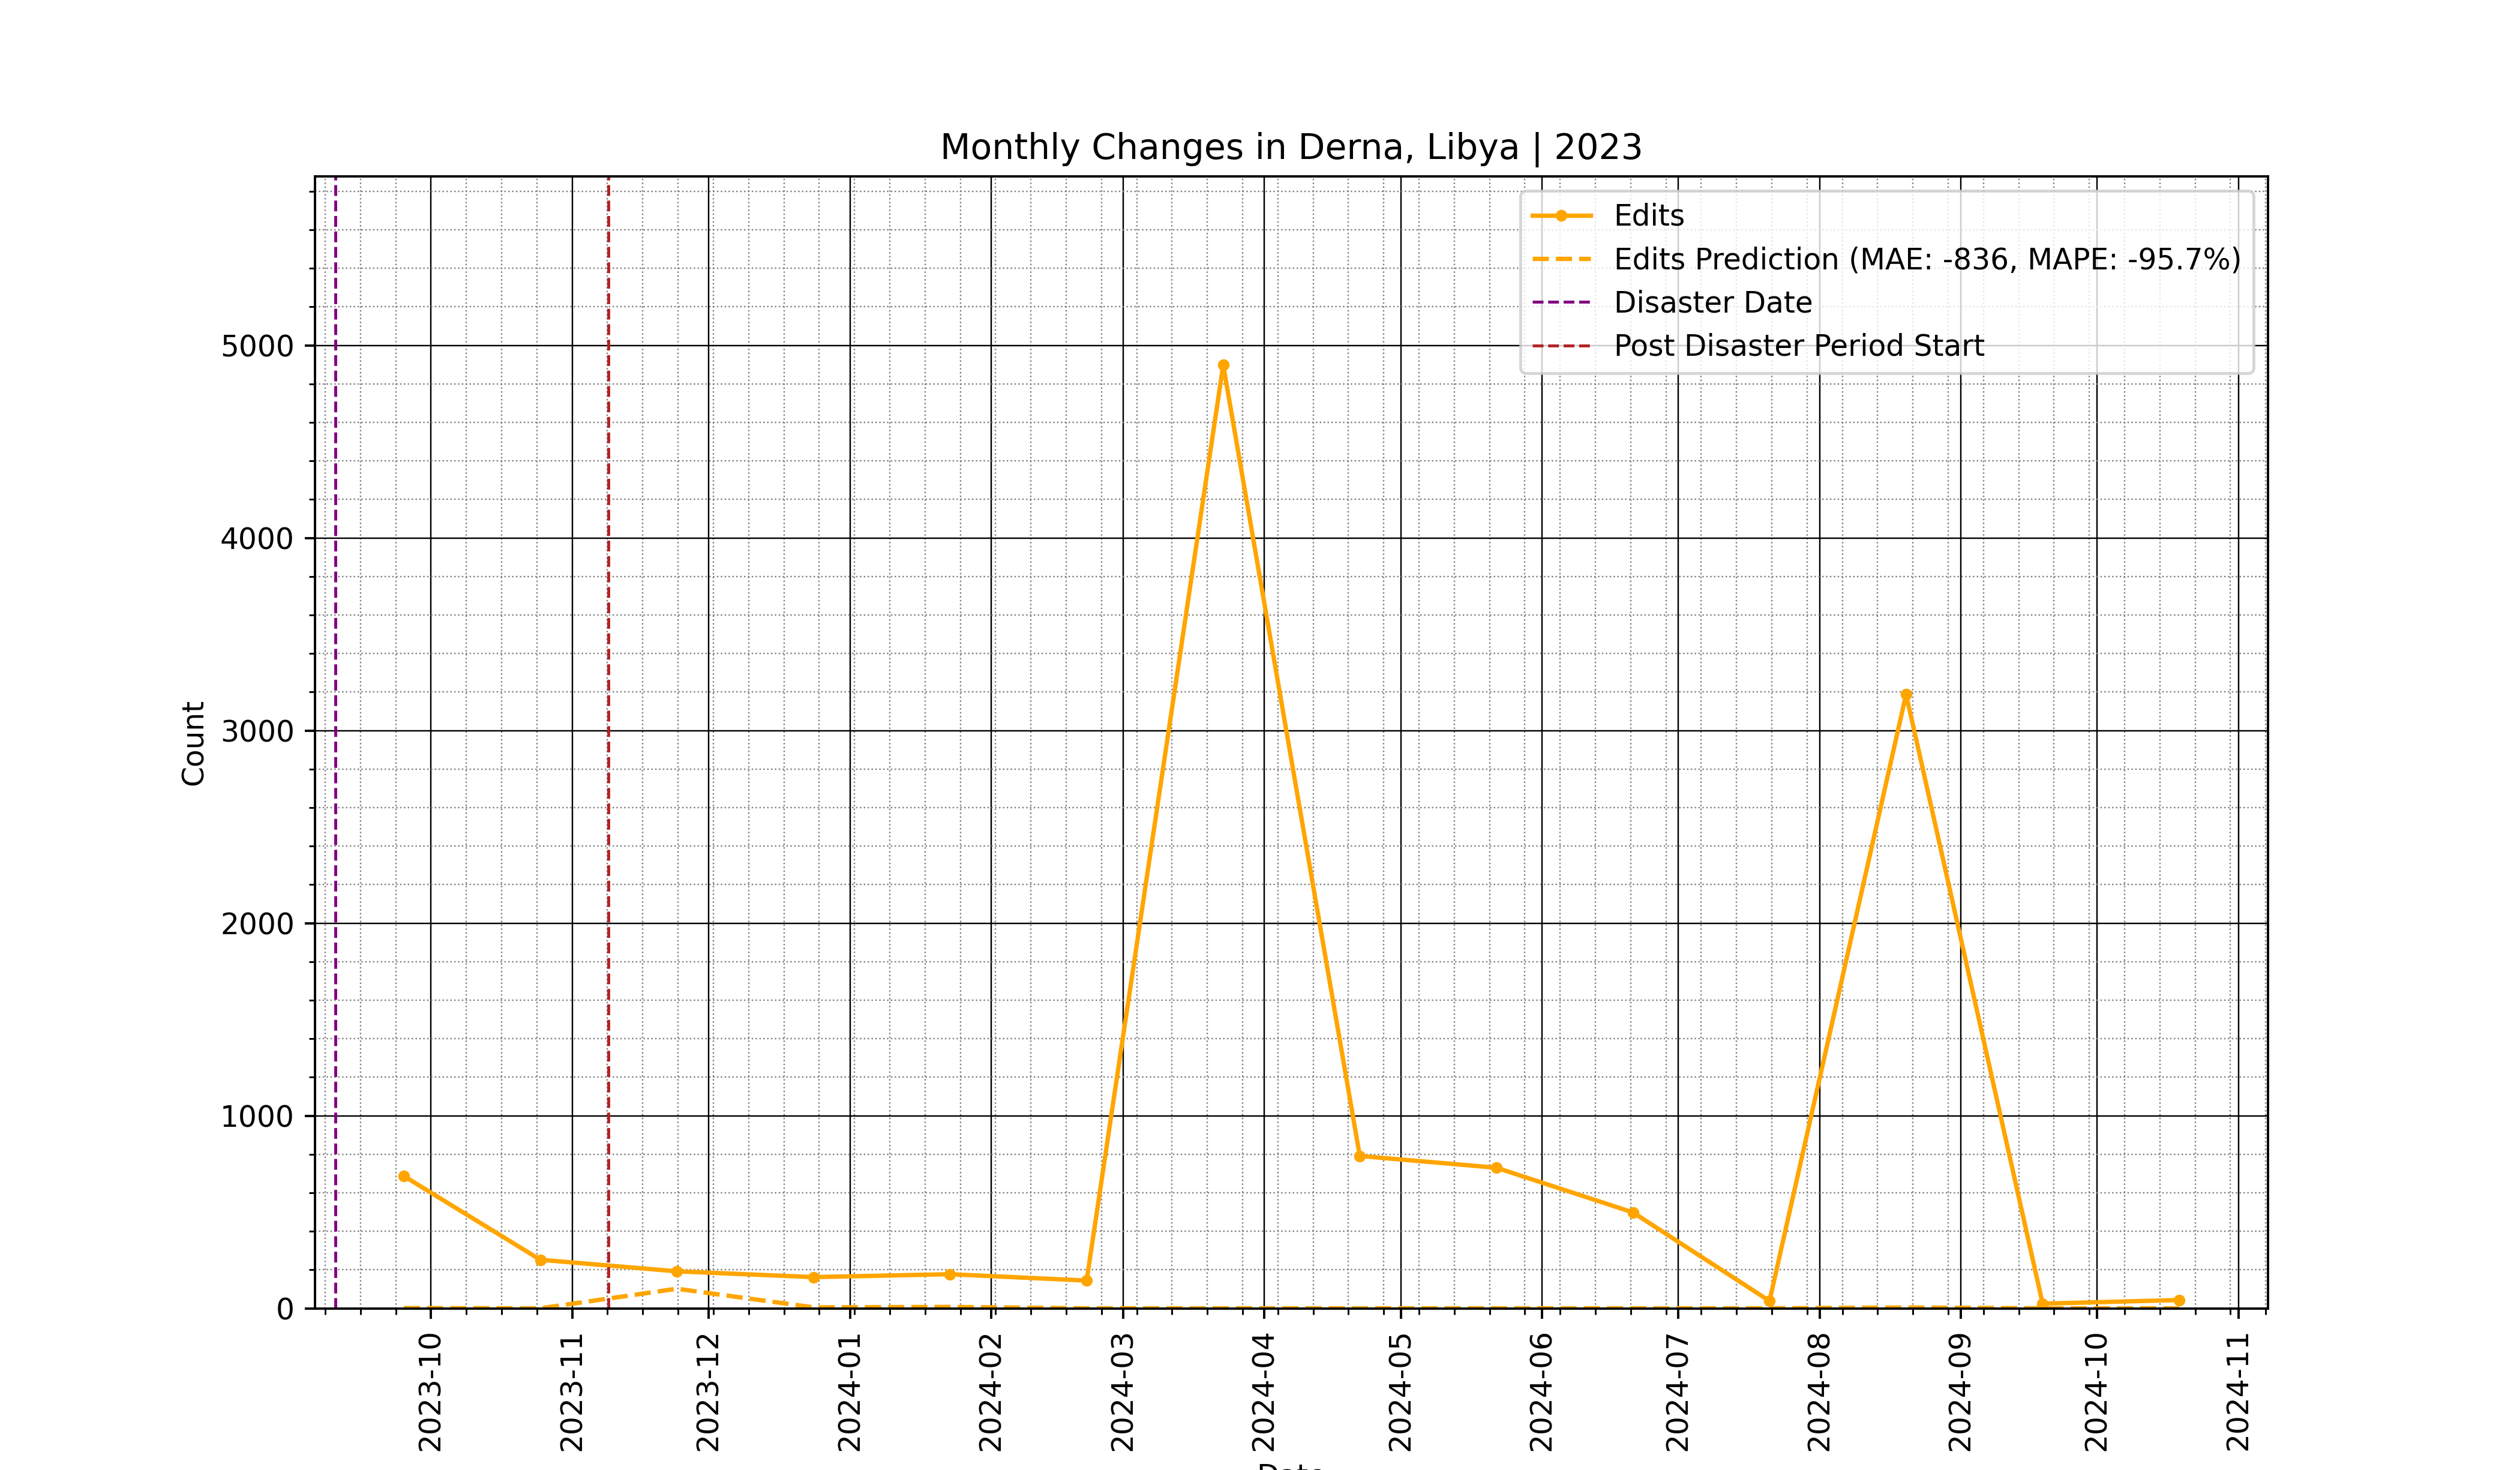 Monthly Changes in Derna, Libya | 2023
Edits
Edits Prediction (MAE: -836, MAPE: -95.7%)
Disaster Date
Post Disaster Period Start
Count
5000
4000
3000
2000
1000
0
2023-10
2023-11
2023-12
2024-01
2024-02
2024-03
2024-04
2024-05
2024-06
2024-07
2024-08
2024-09
2024-10
2024-11
Date